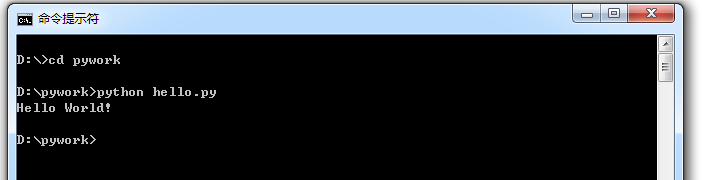 命令提示符
D:\>cd pywork
D:\pywork>python hello.py
Hello World!
D:\pywork>